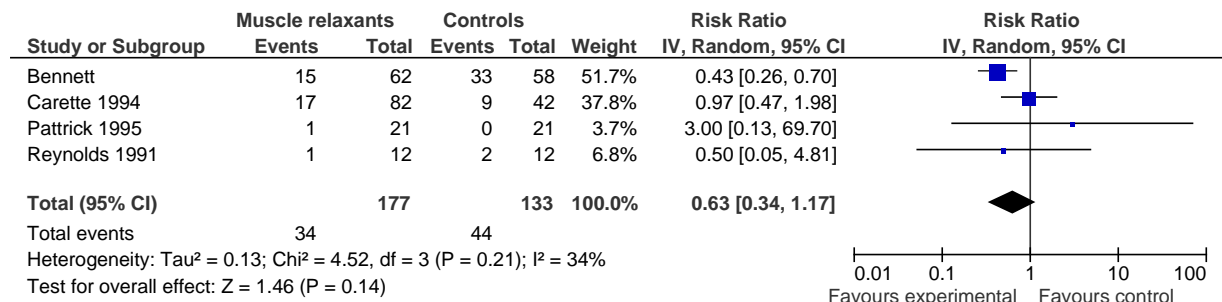 Muscle relaxants Controls Risk Ratio Risk Ratio
Study or Subgroup Events Total Events Total Weight IV, Random, 95% CI IV, Random, 95% CI
Bennett 15 62 33 58 51.7% 0.43 [0.26, 0.70]
Carette 1994 17 82 9 42 37.8% 0.97 [0.47, 1.98]
Pattrick 1995 1 21 0 21 3.7% 3.00 [0.13, 69.70]
Reynolds 1991 1 12 2 12 6.8% 0.50 [0.05, 4.81]
Total (95% CI) 177 133 100.0% 0.63 [0.34, 1.17]
Total events 34 44
Heterogeneity: Tau² = 0.13; Chi² = 4.52, df = 3 (P = 0.21); I² = 34%
Test for overall effect: Z = 1.46 (P = 0.14)
0.01 0.1 1 10 100
Favours experimental Favours control